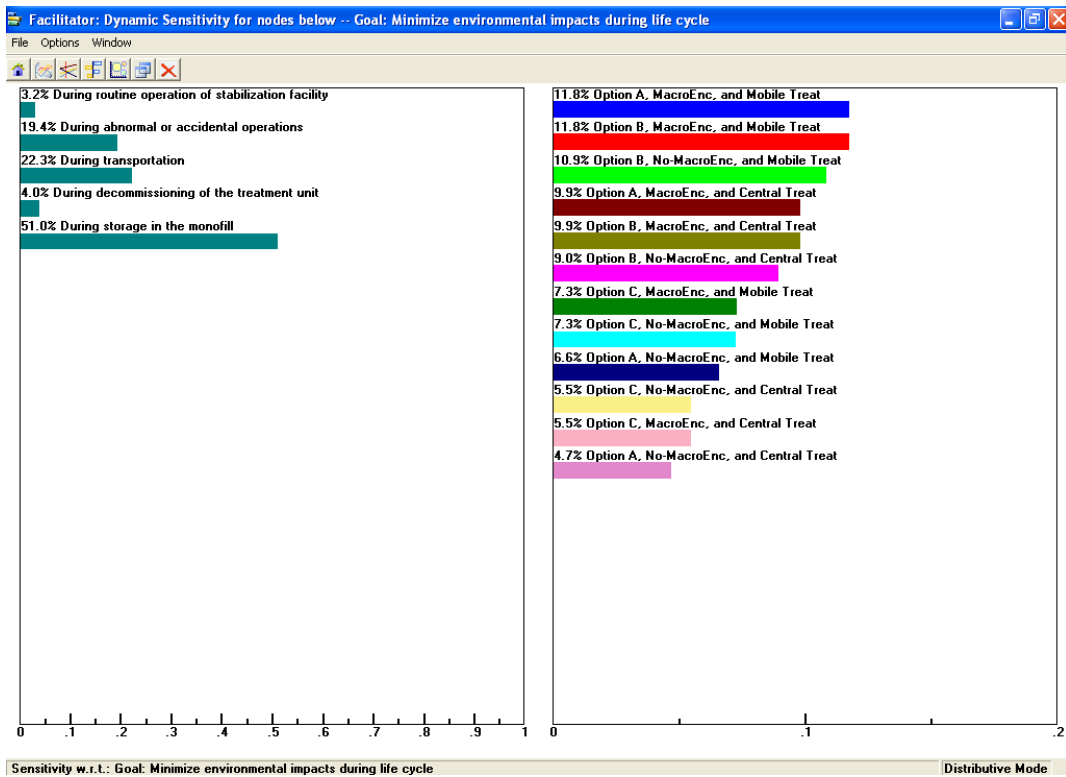 Facilitator: Dynamic Sensitivity for nodes below -- Goal: Minimize environmental impacts during life cycle
File Options Window
3.2% During routine operation of stabilization facility
19.4% During abnormal or accidental operations
22.3% During transportation
4.0% During decommissioning of the treatment unit
51.0% During storage in the monofill
0 .1 .2 .3 .4 .5 .6 .7 .8 .9 1
11.8% Option A, MacroEnc, and Mobile Treat
11.8% Option B, MacroEnc, and Mobile Treat
10.9% Option B, No-MacroEnc, and Mobile Treat
9.9% Option A, MacroEnc, and Central Treat
9.9% Option B, MacroEnc, and Central Treat
9.0% Option B, No-MacroEnc, and Central Treat
7.3% Option C, MacroEnc, and Mobile Treat
7.3% Option C, No-MacroEnc, and Mobile Treat
6.6% Option A, No-MacroEnc, and Mobile Treat
5.5% Option C, No-MacroEnc, and Central Treat
5.5% Option C, MacroEnc, and Central Treat
4.7% Option A, No-MacroEnc, and Central Treat
0 .1 .2
Sensitivity w.r.t.: Goal: Minimize environmental impacts during life cycle
Distributive Mode